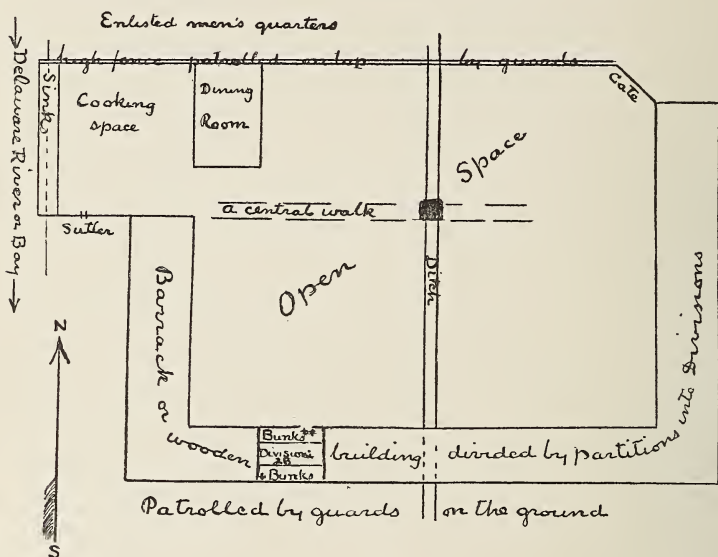 Enlisted men's quarters
high fence patrolled on top by guards
Delaware River or Bay
Sink
Cooking
space
Dining
Room
Gate
Space
a central walk
Sutler
Open
Ditch
N
S
Barrack or wooden building divided by partitions into Divisions
Bunks **
Division
28
* Bunks
Patrolled by guards on the ground